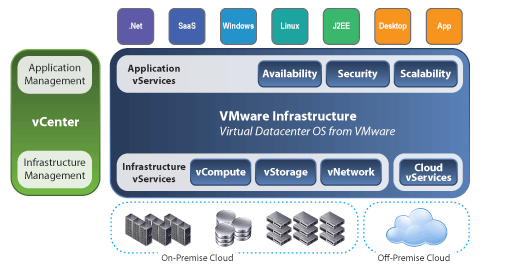 .Net
SaaS
Windows
Linux
J2EE
Desktop
App
Application
Management
vCenter
Infrastructure
Management
Application
vServices
Availability
Security
Scalability
VMware Infrastructure
Virtual Datacenter OS from VMware
Infrastructure
vServices
vCompute
vStorage
vNetwork
Cloud
vServices
On-Premise Cloud
Off-Premise Cloud